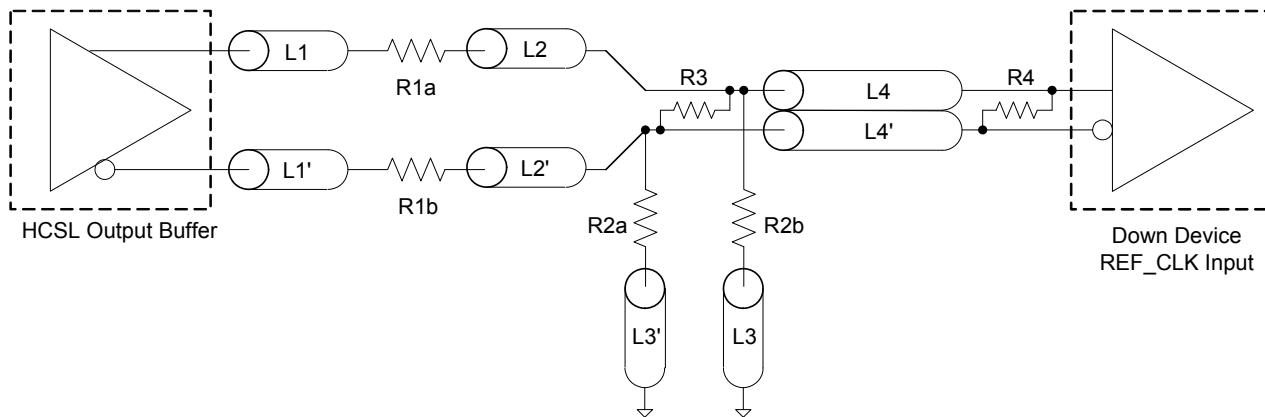 L1
R1a
L2
R3
L4
R4
L1'
R1b
L2'
L4'
R2a
R2b
L3'
L3
HCSL Output Buffer
Down Device
REF_CLK Input